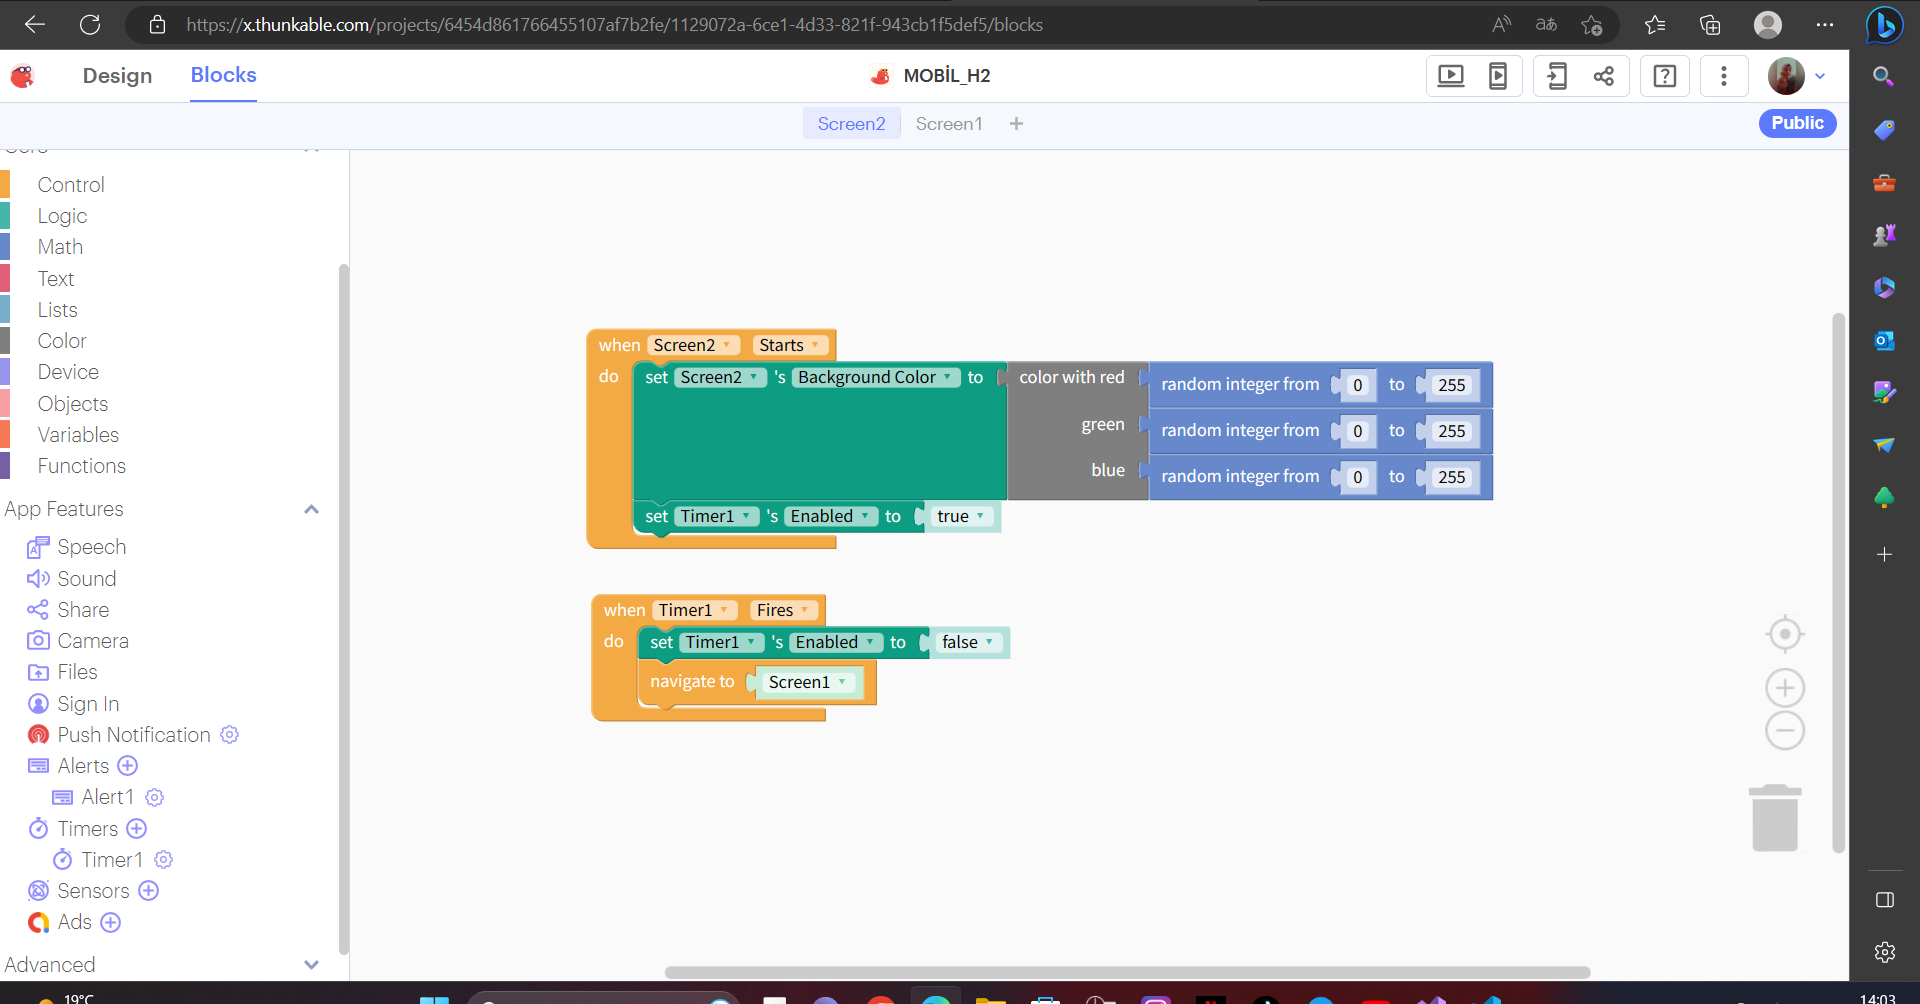 https://x.thunkable.com/projects/6454d861766455107af7b2fe/1129072a-6ce1-4d33-821f-943cb1f5def5/blocks
Design Blocks MOBİL_H2
Screen2 Screen1 + Public
Control
Logic
Math
Text
Lists
Color
Device
Objects
Variables
Functions
App Features
Speech
Sound
Share
Camera
Files
Sign In
Push Notification
Alerts
Alert1
Timers
Timer1
Sensors
Ads
Advanced
when Screen2 Starts
do set Screen2 's Background Color to color with red random integer from 0 to 255
green random integer from 0 to 255
blue random integer from 0 to 255
set Timer1 's Enabled to true
when Timer1 Fires
do set Timer1 's Enabled to false
navigate to Screen1
19°C
14:03